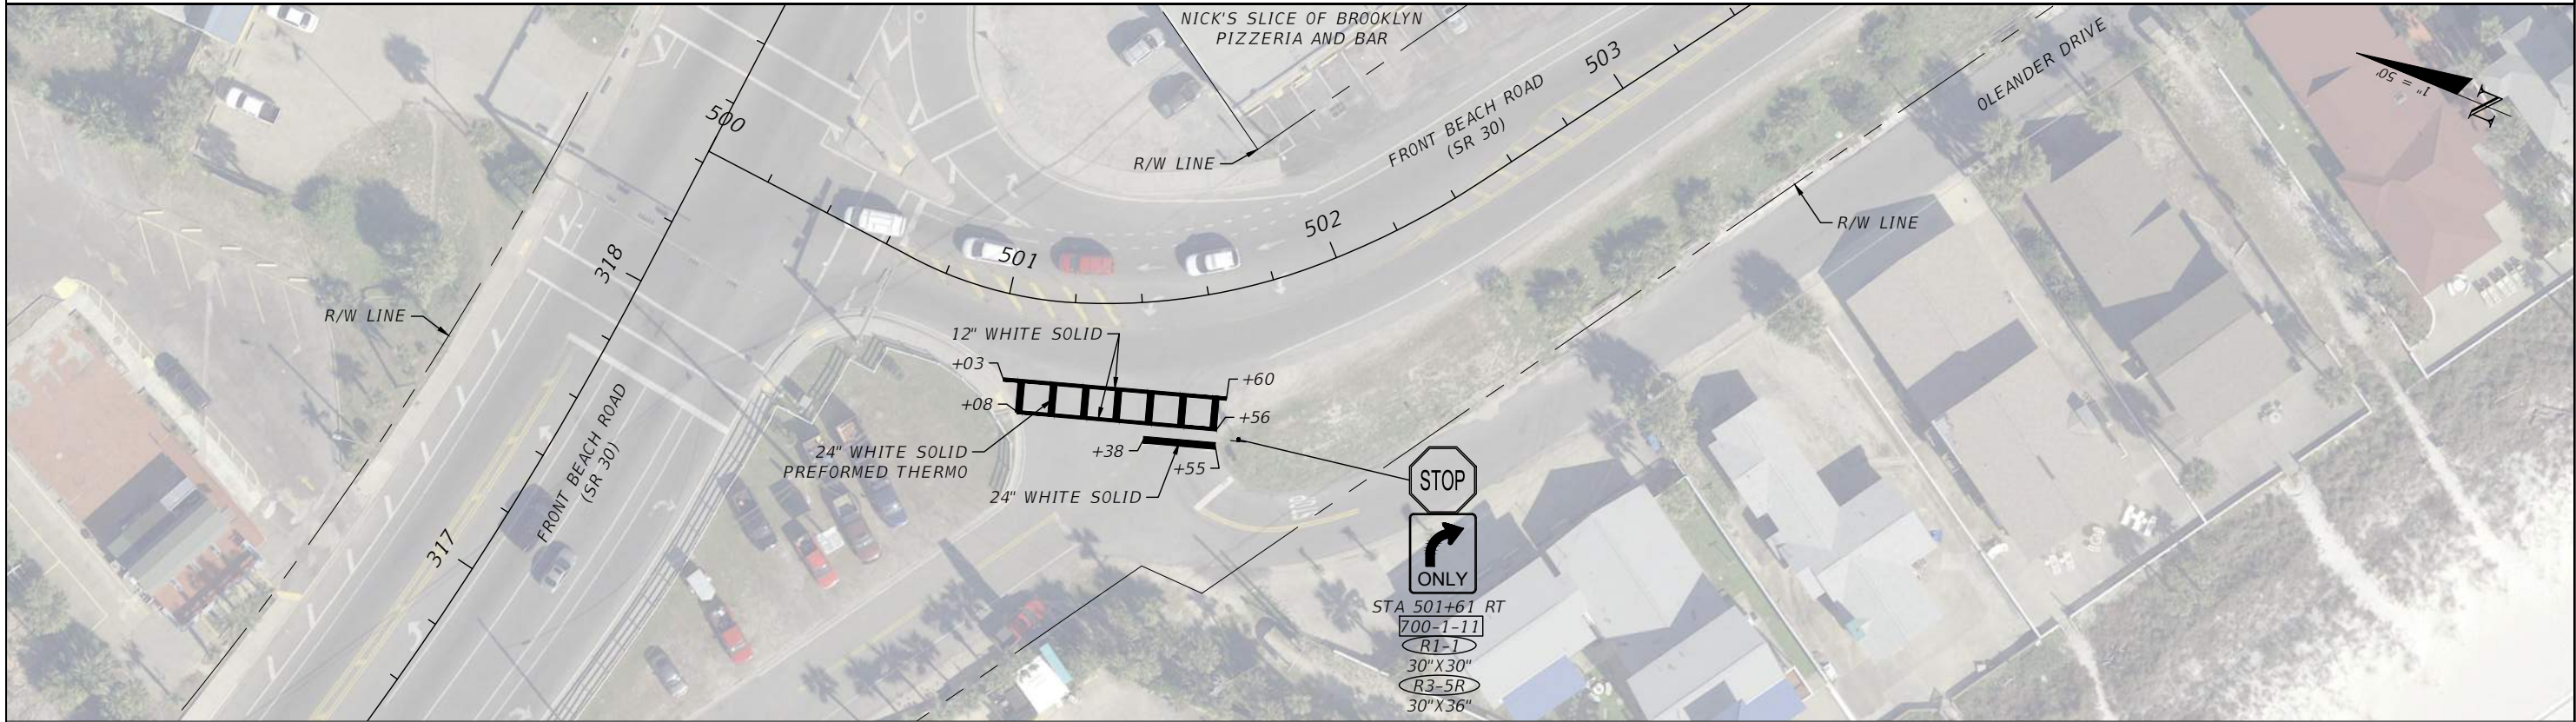 NICK'S SLICE OF BROOKLYN
PIZZERIA AND BAR
500
503
FRONT BEACH ROAD
(SR 30)
OLEANDER DRIVE
1" = 50'
N
R/W LINE
502
R/W LINE
318
501
R/W LINE
12" WHITE SOLID
+03
+60
+08
+56
24" WHITE SOLID
PREFORMED THERMO
+38
+55
24" WHITE SOLID
FRONT BEACH ROAD
(SR 30)
317
STOP
ONLY
STA 501+61 RT
700-1-11
R1-1
30"X30"
R3-5R
30"X36"